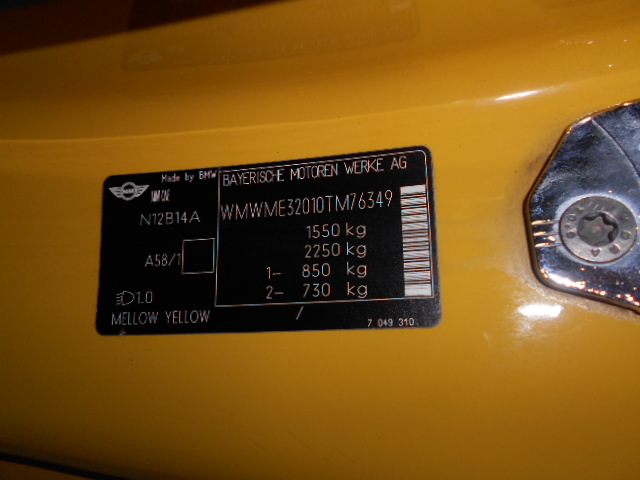 Made by BMW
BAYERISCHE MOTOREN WERKE AG
MINI ONE
N12B14A
WMWME32010TM76349
1550 kg
2250 kg
A58/1
1- 850 kg
2- 730 kg
1.0
MELLOW YELLOW
/
7 049 310